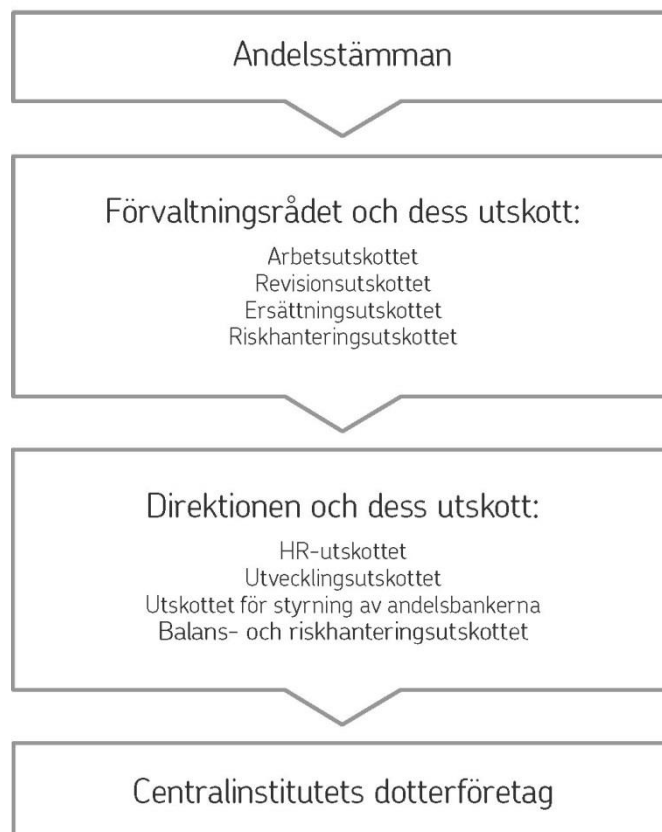 Andelsstämman
Förvaltningsrådet och dess utskott:
Arbetsutskottet
Revisionsutskottet
Ersättningsutskottet
Riskhanteringsutskottet
Direktionen och dess utskott:
HR-utskottet
Utvecklingsutskottet
Utskottet för styrning av andelsbankerna
Balans- och riskhanteringsutskottet
Centralinstitutets dotterföretag